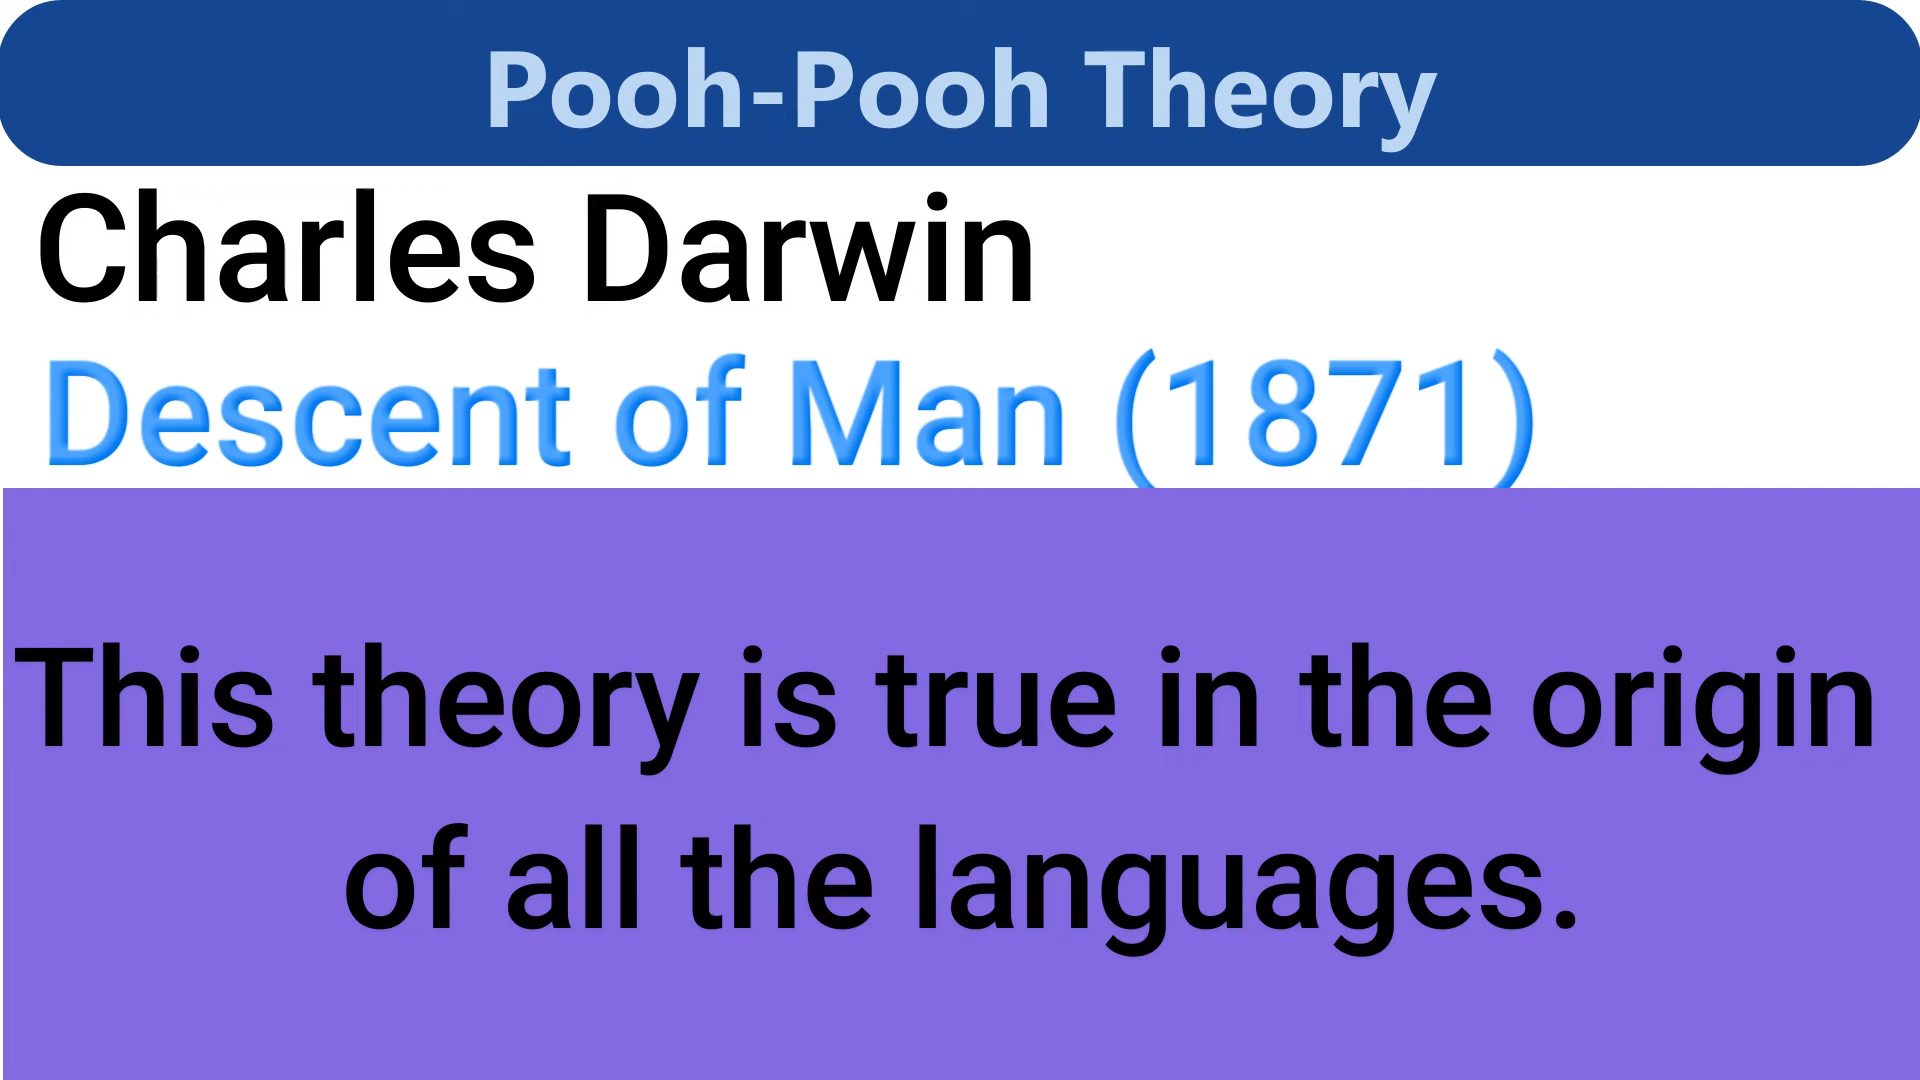 Pooh-Pooh Theory
Charles Darwin
Descent of Man (1871)
This theory is true in the origin
of all the languages.